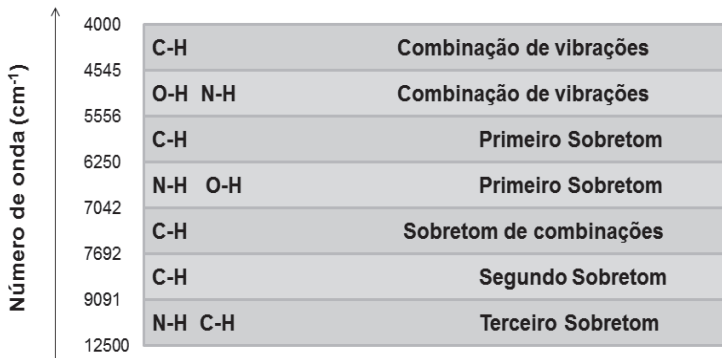 Número de onda (cm-1)
4000
C-H Combinação de vibrações
4545
O-H N-H Combinação de vibrações
5556
C-H Primeiro Sobretom
6250
N-H O-H Primeiro Sobretom
7042
C-H Sobretom de combinações
7692
C-H Segundo Sobretom
9091
N-H C-H Terceiro Sobretom
12500